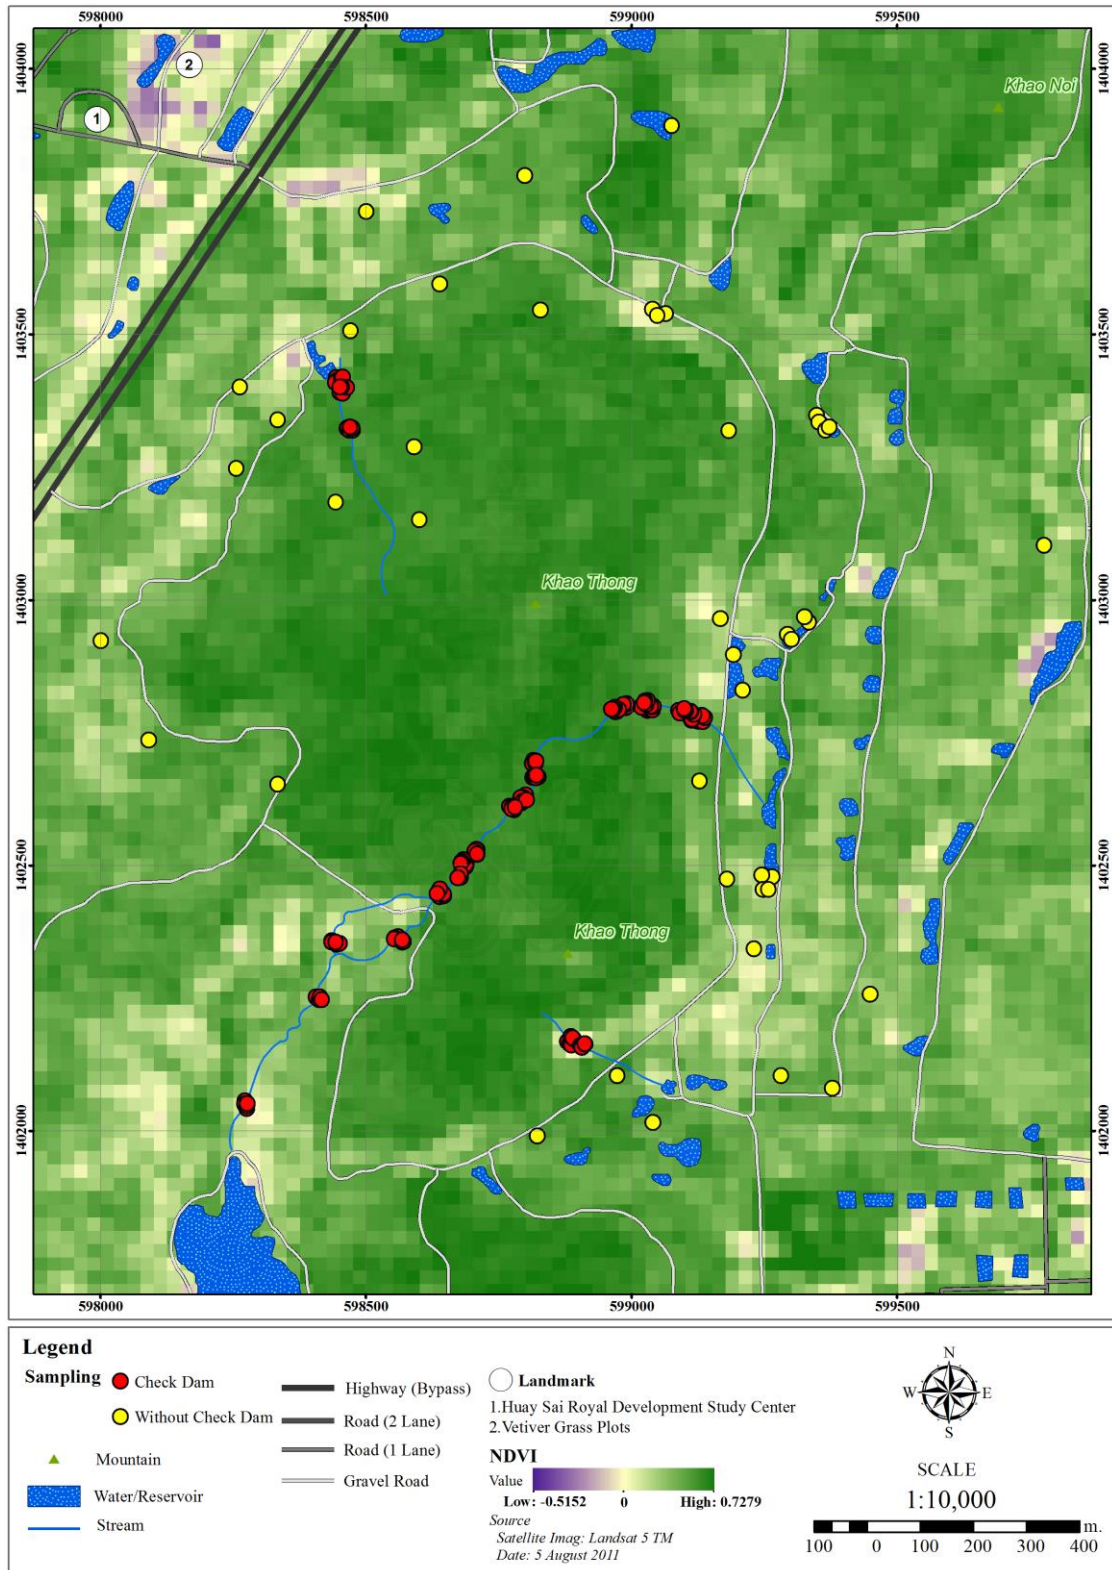 598000 598500 599000 599500
1404000 1404000
Khao Noi
2
1
1403500 1403500
Khao Thong
1403000 1403000
1402500 1402500
Khao Thong
1402000 1402000
598000 598500 599000 599500
Legend
Sampling
Check Dam
Without Check Dam
Mountain
Water/Reservoir
Stream
Highway (Bypass)
Road (2 Lane)
Road (1 Lane)
Gravel Road
Landmark
1.Huay Sai Royal Development Study Center
2.Vetiver Grass Plots
NDVI
Value
Low: -0.5152 0 High: 0.7279
Source
Satellite Imag: Landsat 5 TM
Date: 5 August 2011
N
W E
S
SCALE
1:10,000
m.
100 0 100 200 300 400